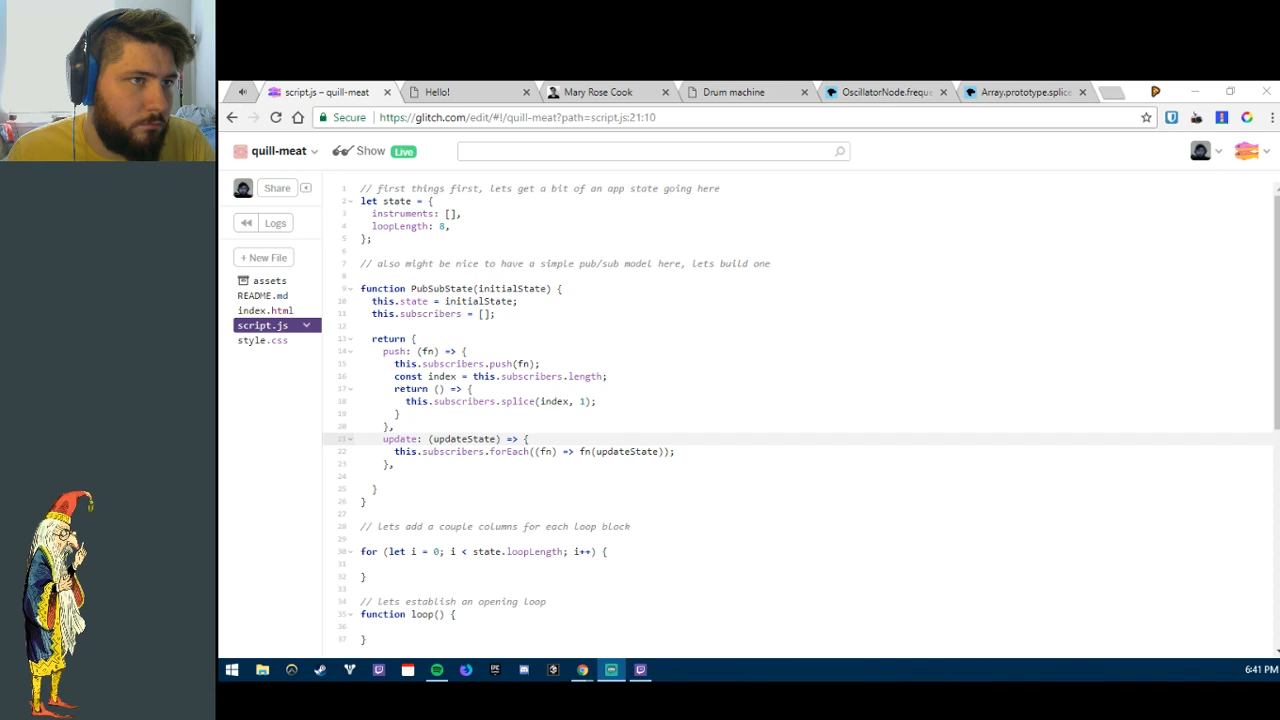 script.js – quill-meat
Hello!
Mary Rose Cook
Drum machine
OscillatorNode.freque
Array.prototype.splice
Secure
https://glitch.com/edit/#!/quill-meat?path=script.js:21:10
quill-meat
Show
Live
Share
Logs
+ New File
assets
README.md
index.html
script.js
style.css
1 // first things first, lets get a bit of an app state going here
2 let state = {
3 instruments: [],
4 loopLength: 8,
5 };
6
7 // also might be nice to have a simple pub/sub model here, lets build one
8
9 function PubSubState(initialState) {
10 this.state = initialState;
11 this.subscribers = [];
12
13 return {
14 push: (fn) => {
15 this.subscribers.push(fn);
16 const index = this.subscribers.length;
17 return () => {
18 this.subscribers.splice(index, 1);
19 }
20 },
21 update: (updateState) => {
22 this.subscribers.forEach((fn) => fn(updateState));
23 },
24
25 }
26 }
27
28 // lets add a couple columns for each loop block
29
30 for (let i = 0; i < state.loopLength; i++) {
31
32 }
33
34 // lets establish an opening loop
35 function loop() {
36
37 }
6:41 PM